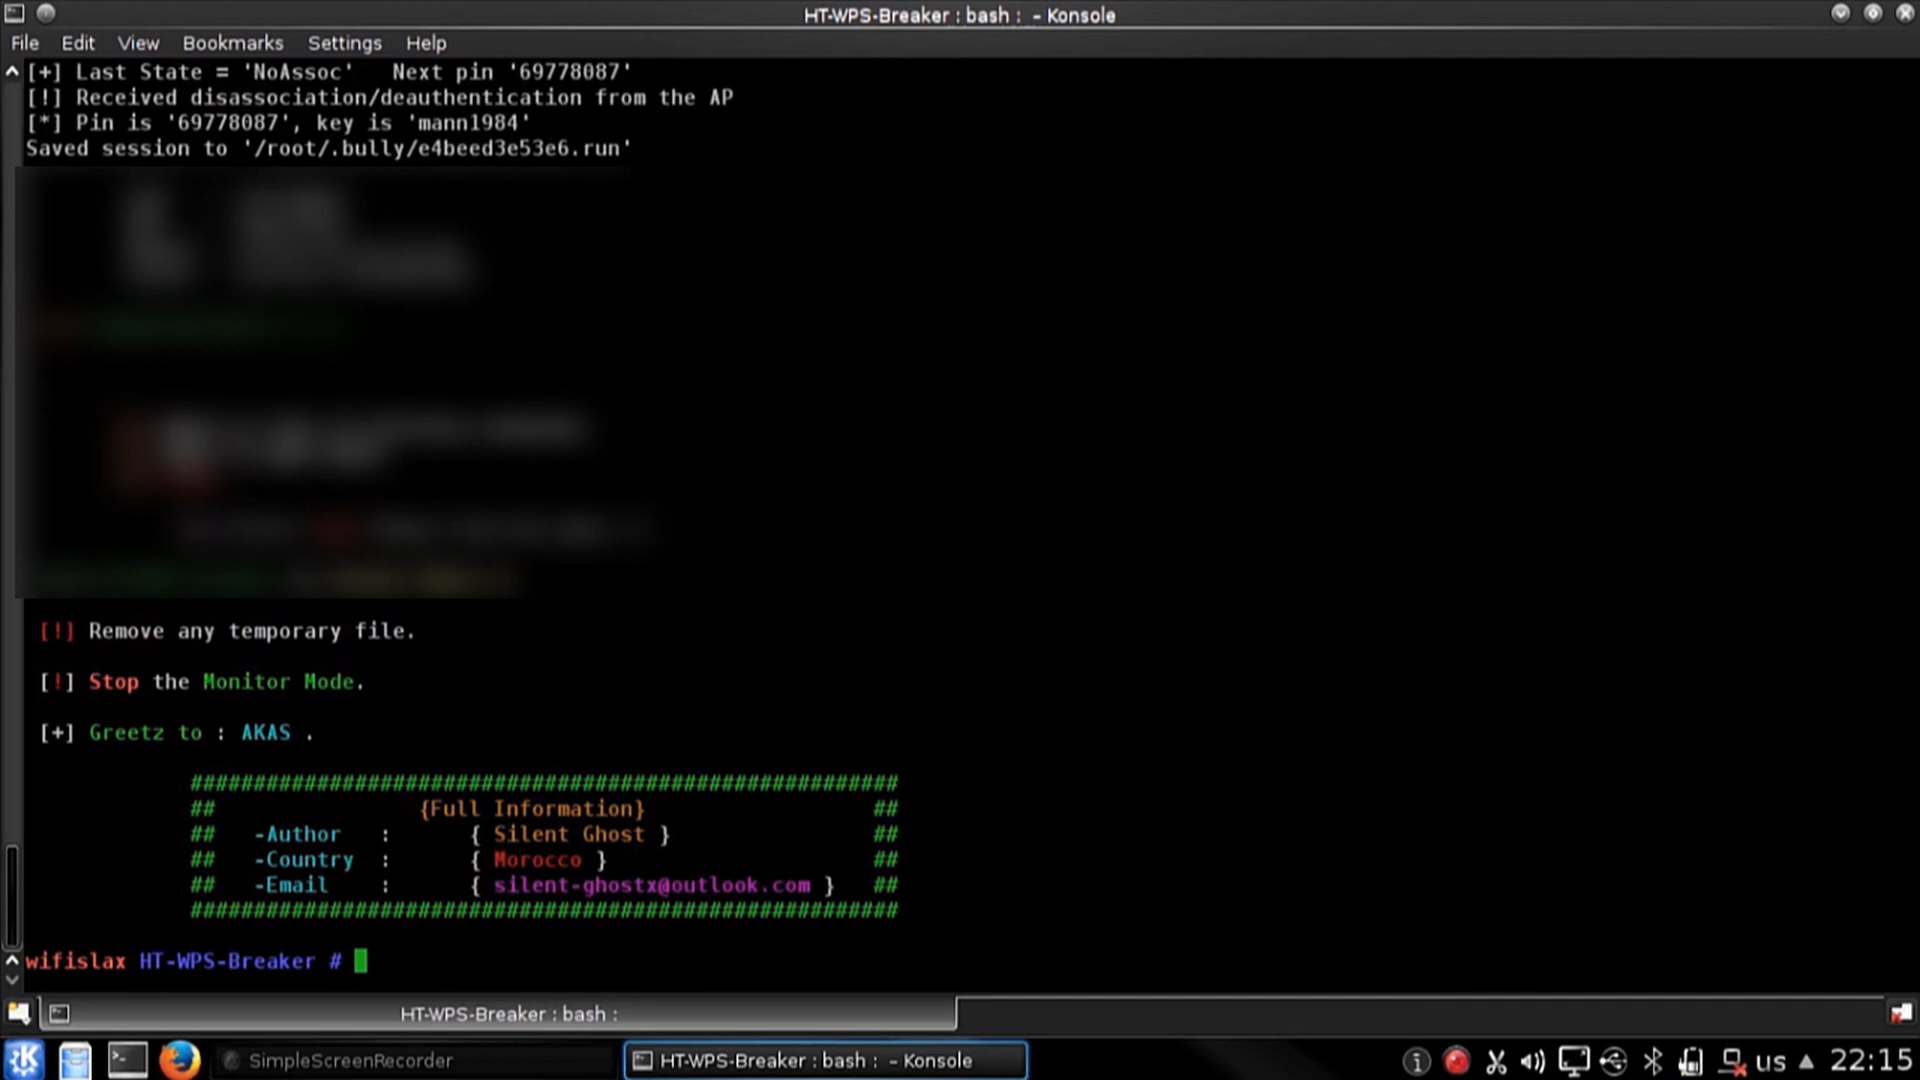 HT-WPS-Breaker : bash : – Konsole
File Edit View Bookmarks Settings Help
[+] Last State = 'NoAssoc'   Next pin '69778087'
[!] Received disassociation/deauthentication from the AP
[*] Pin is '69778087', key is 'mann1984'
Saved session to '/root/.bully/e4beed3e53e6.run'
[!] Remove any temporary file.
[!] Stop the Monitor Mode.
[+] Greetz to : AKAS .
########################################################
## {Full Information} ##
## -Author : { Silent Ghost } ##
## -Country : { Morocco } ##
## -Email : { silent-ghostx@outlook.com } ##
########################################################
wifislax HT-WPS-Breaker #
HT-WPS-Breaker : bash :
SimpleScreenRecorder HT-WPS-Breaker : bash : – Konsole us 22:15